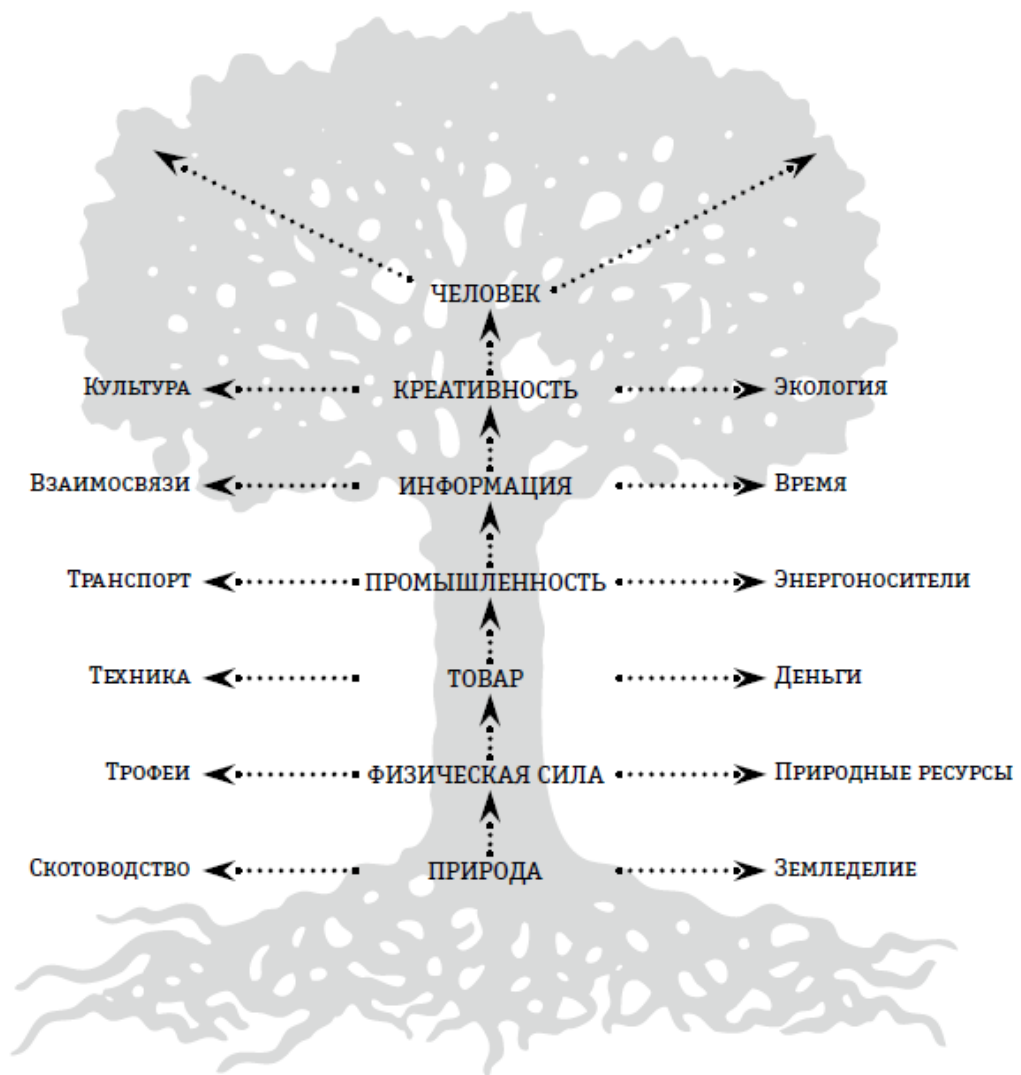 ЧЕЛОВЕК
Культура КРЕАТИВНОСТЬ Экология
Взаимосвязи ИНФОРМАЦИЯ Время
Транспорт ПРОМЫШЛЕННОСТЬ Энергоносители
Техника ТОВАР Деньги
Трофеи ФИЗИЧЕСКАЯ СИЛА Природные ресурсы
Скотоводство ПРИРОДА Земледелие